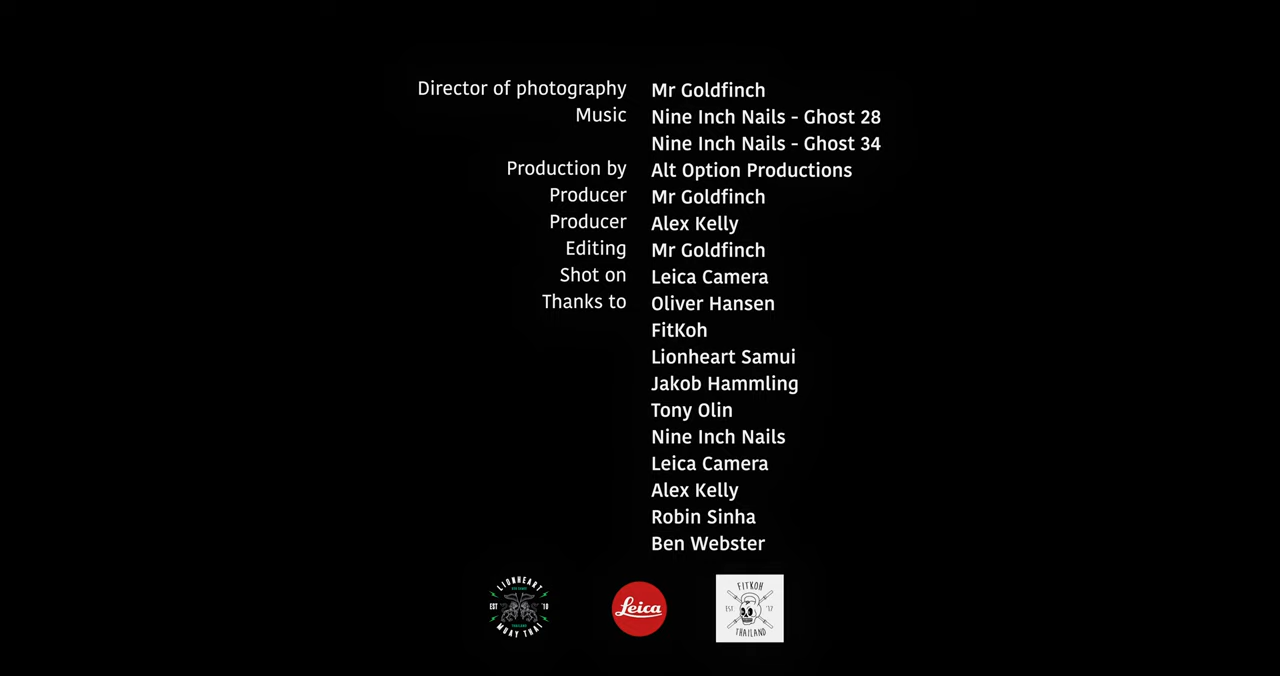 Director of photography Mr Goldfinch
Music Nine Inch Nails - Ghost 28
Nine Inch Nails - Ghost 34
Production by Alt Option Productions
Producer Mr Goldfinch
Producer Alex Kelly
Editing Mr Goldfinch
Shot on Leica Camera
Thanks to Oliver Hansen
FitKoh
Lionheart Samui
Jakob Hammling
Tony Olin
Nine Inch Nails
Leica Camera
Alex Kelly
Robin Sinha
Ben Webster
LIONHEART
EST '10
THAILAND
MUAY THAI
Leica
FITKOH
EST '17
THAILAND